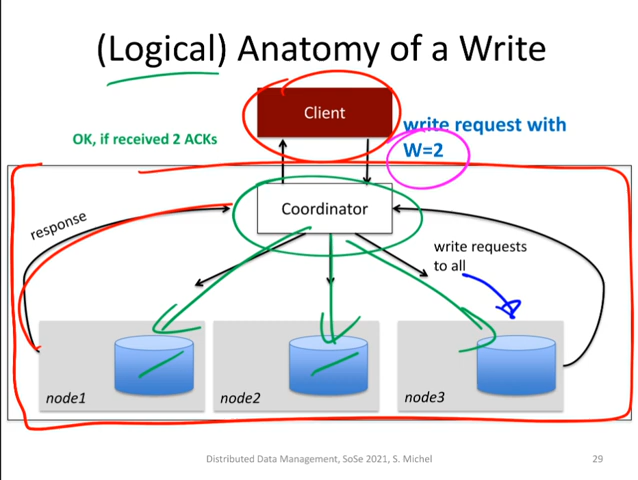 (Logical) Anatomy of a Write
Client
OK, if received 2 ACKs
write request with
W=2
Coordinator
response
write requests
to all
node1
node2
node3
Distributed Data Management, SoSe 2021, S. Michel
29